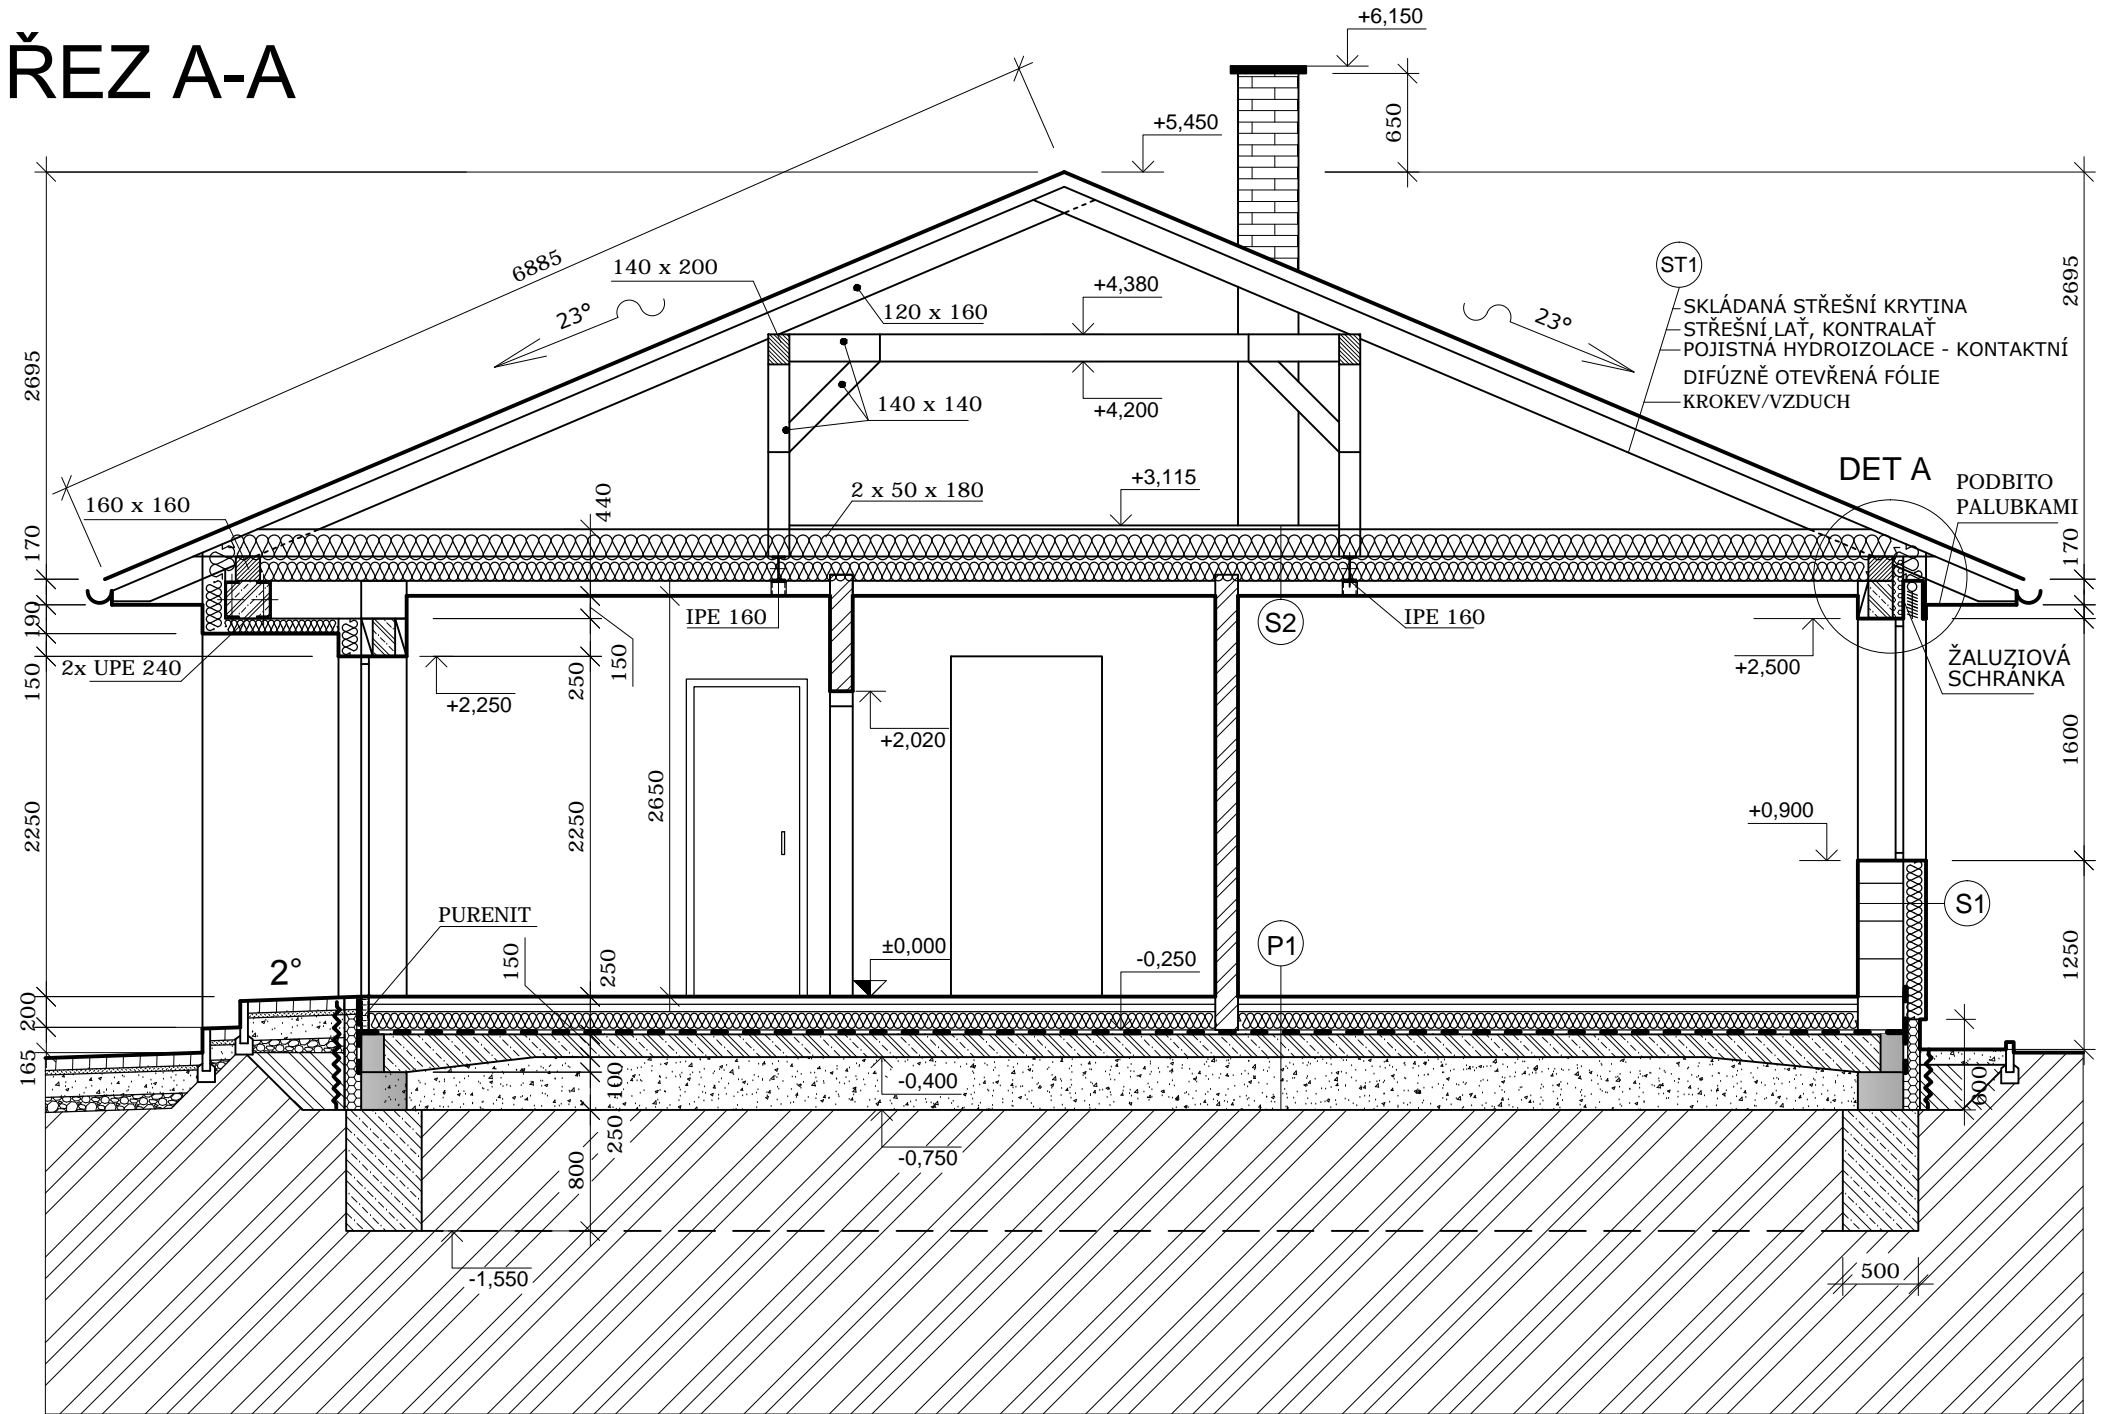 ŘEZ A-A
+6,150
+5,450
650
6885
140 x 200
23°
120 x 160
+4,380
+4,200
140 x 140
23°
ST1
SKLÁDANÁ STŘEŠNÍ KRYTINA
STŘEŠNÍ LAŤ, KONTRALAŤ
POJISTNÁ HYDROIZOLACE - KONTAKTNÍ
DIFÚZNĚ OTEVŘENÁ FÓLIE
KROKEV/VZDUCH
2695
2695
DET A
PODBITO
PALUBKAMI
160 x 160
440
2 x 50 x 180
+3,115
170
190
150
2250
200
165
170
1600
1250
2x UPE 240
IPE 160
S2
IPE 160
+2,500
ŽALUZIOVÁ
SCHRÁNKA
+2,250
250
150
+2,020
2250
2650
+0,900
S1
PURENIT
150
250
±0,000
-0,250
P1
2°
100
-0,400
600
250
-0,750
800
-1,550
500